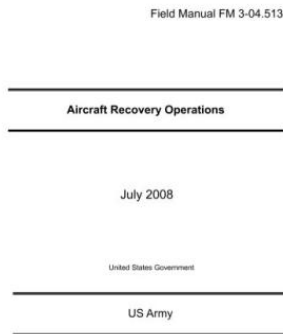 Field Manual FM 3-04.513
Aircraft Recovery Operations
July 2008
United States Government
US Army